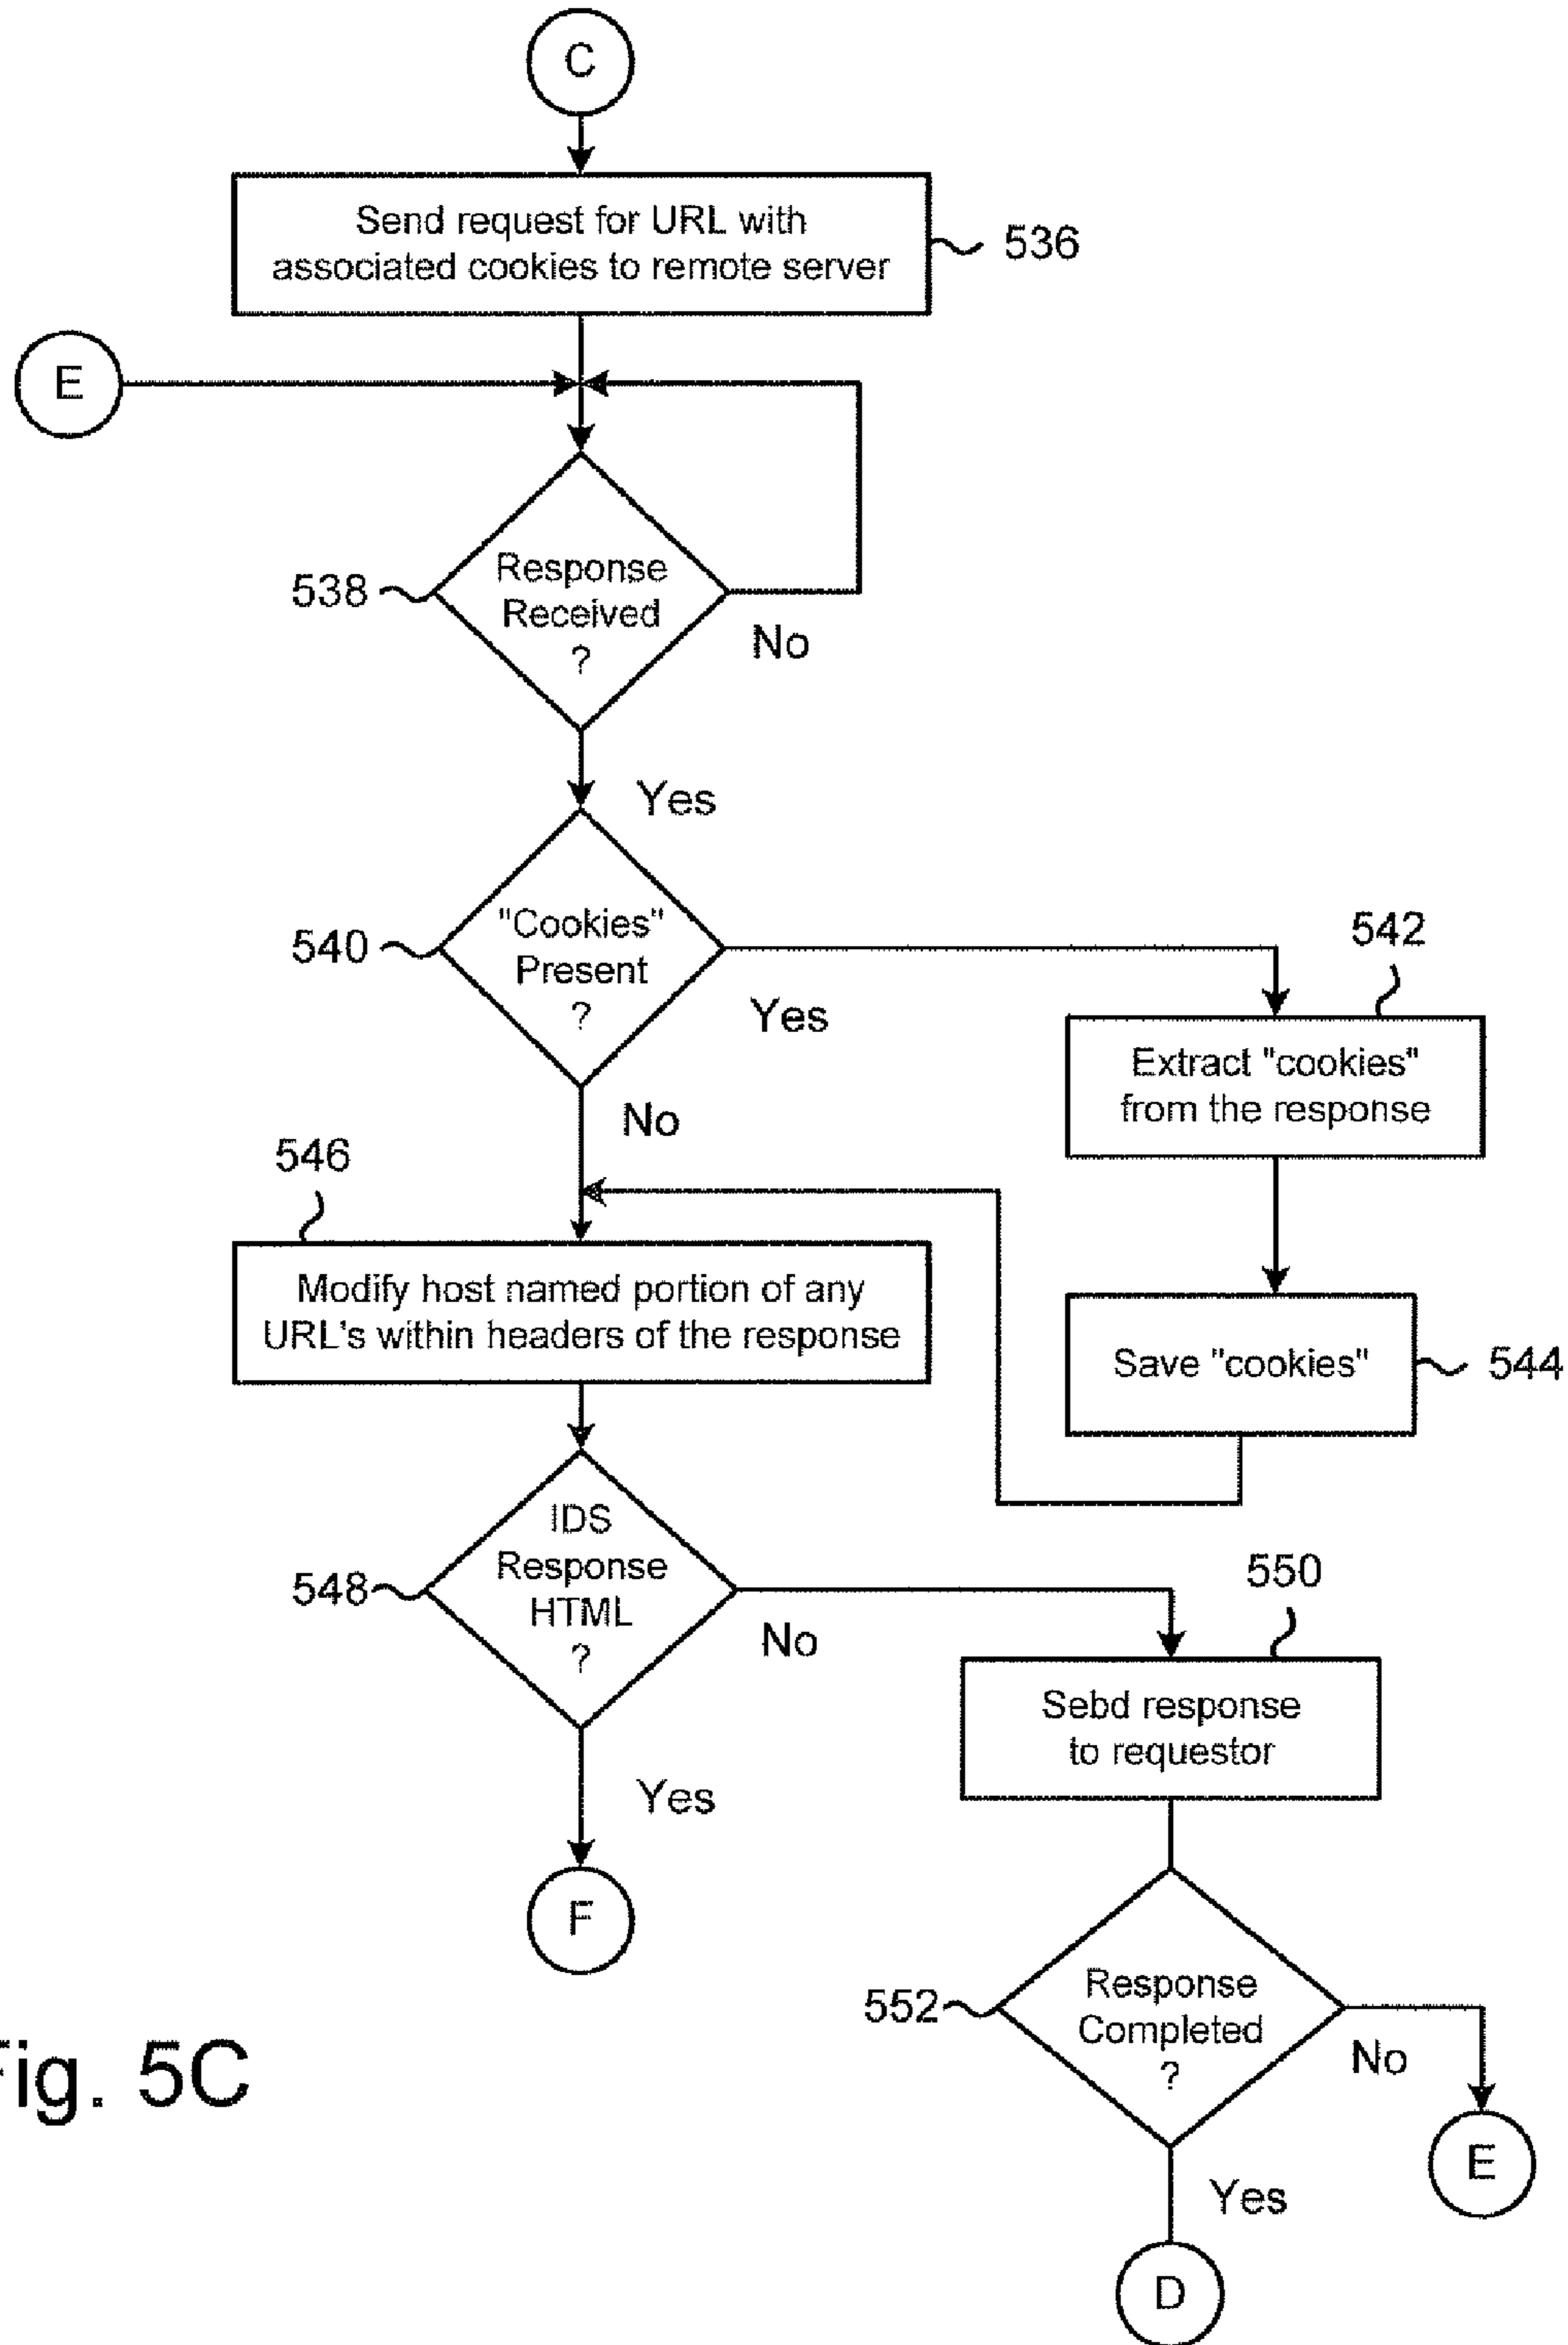 C
Send request for URL with
associated cookies to remote server
536
E
538
Response
Received
?
No
Yes
540
"Cookies"
Present
?
Yes
542
Extract "cookies"
from the response
No
546
Modify host named portion of any
URL's within headers of the response
Save "cookies"
544
548
IDS
Response
HTML
?
No
550
Sebd response
to requestor
Yes
F
552
Response
Completed
?
No
E
Yes
D
Fig. 5C